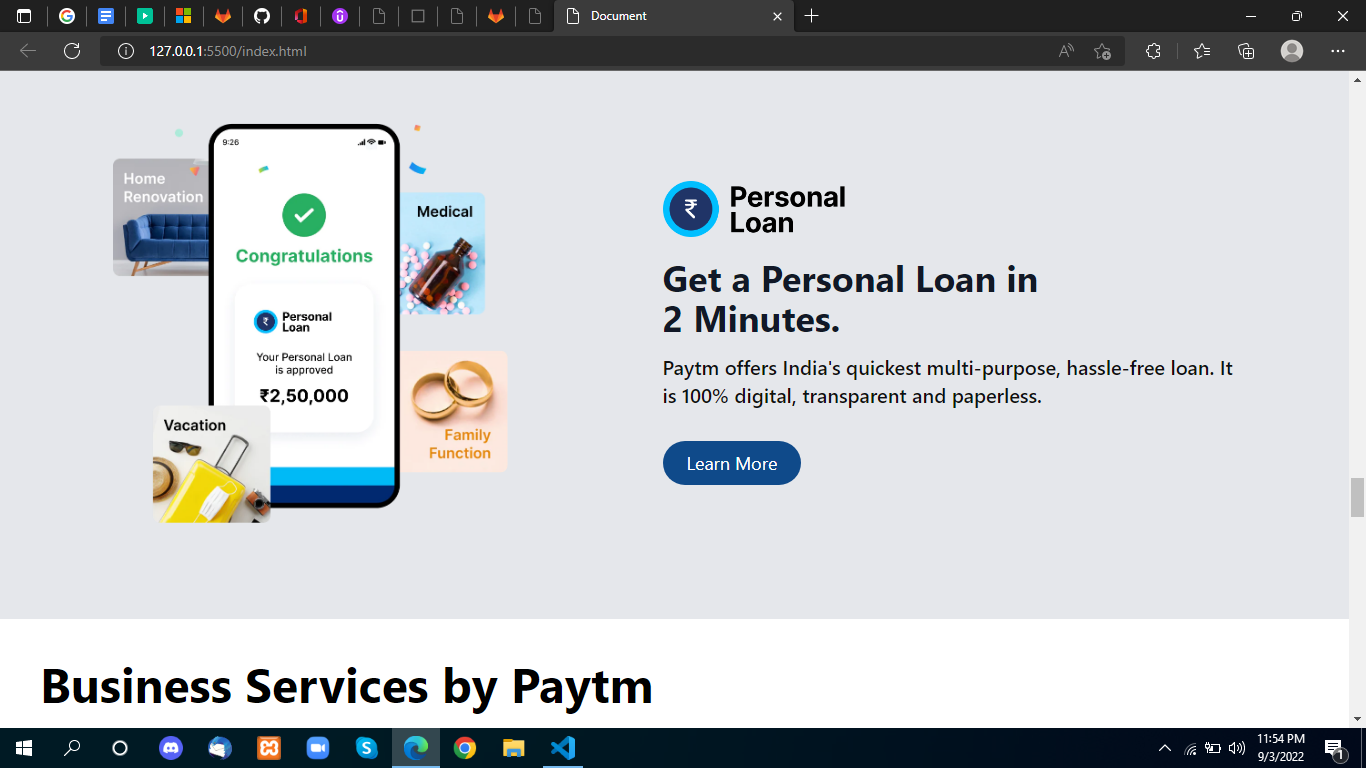 Document
127.0.0.1:5500/index.html
9:26
Home
Renovation
Medical
Congratulations
Personal
Loan
Your Personal Loan
is approved
₹2,50,000
Vacation
Family
Function
₹
Personal
Loan
Get a Personal Loan in
2 Minutes.
Paytm offers India's quickest multi-purpose, hassle-free loan. It
is 100% digital, transparent and paperless.
Learn More
Business Services by Paytm
11:54 PM
9/3/2022
1